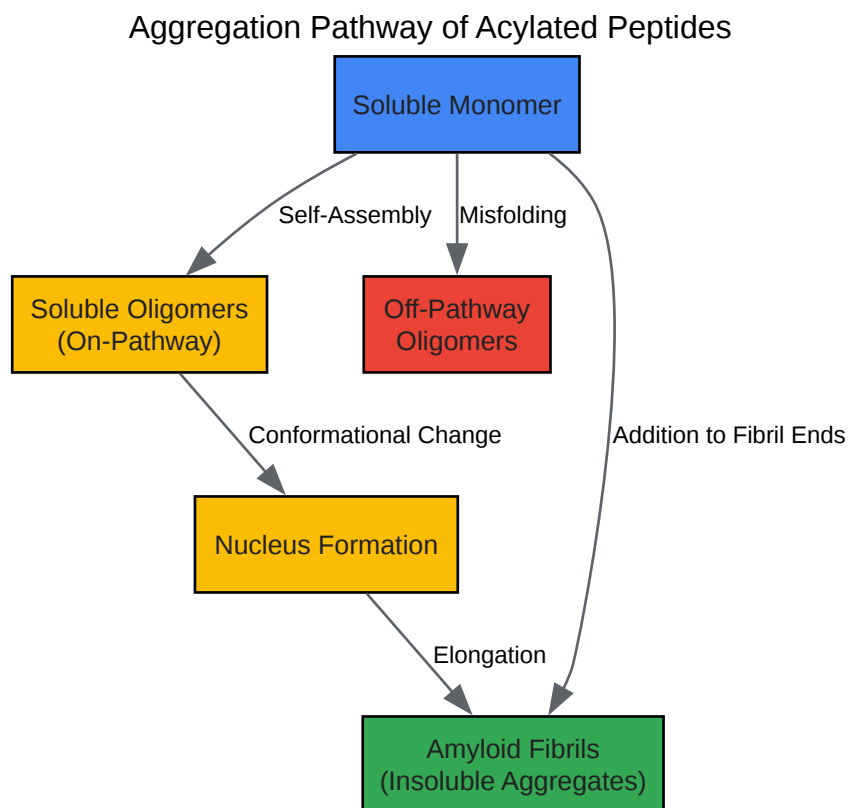 Aggregation Pathway of Acylated Peptides
Soluble Monomer
Self-Assembly
Misfolding
Soluble Oligomers
(On-Pathway)
Off-Pathway
Oligomers
Conformational Change
Addition to Fibril Ends
Nucleus Formation
Elongation
Amyloid Fibrils
(Insoluble Aggregates)